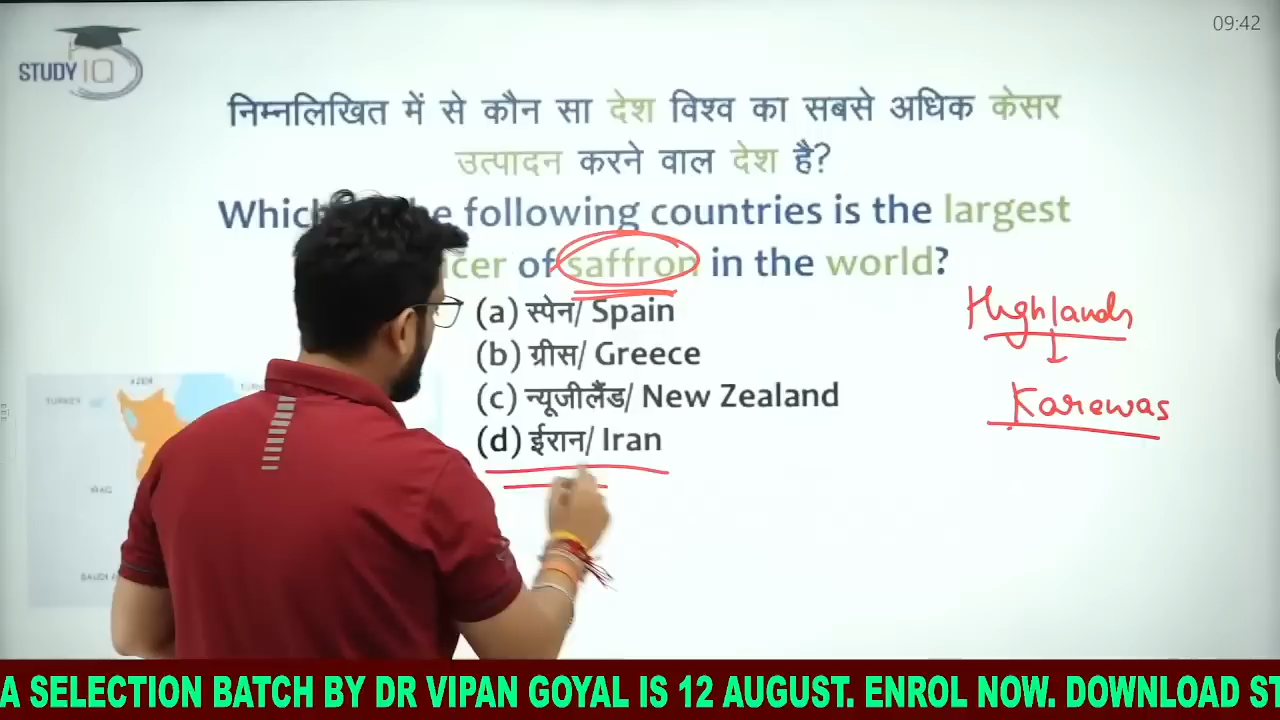 09:42
STUDY IQ
निम्नलिखित में से कौन सा देश विश्व का सबसे अधिक केसर
उत्पादन करने वाल देश है?
Which the following countries is the largest
of saffron in the world?
(a) स्पेन/ Spain
(b) ग्रीस/ Greece
(c) न्यूजीलैंड/ New Zealand
(d) ईरान/ Iran
Highlands
Karewas
TURKEY
IRAQ
A SELECTION BATCH BY DR VIPAN GOYAL IS 12 AUGUST. ENROL NOW. DOWNLOAD ST